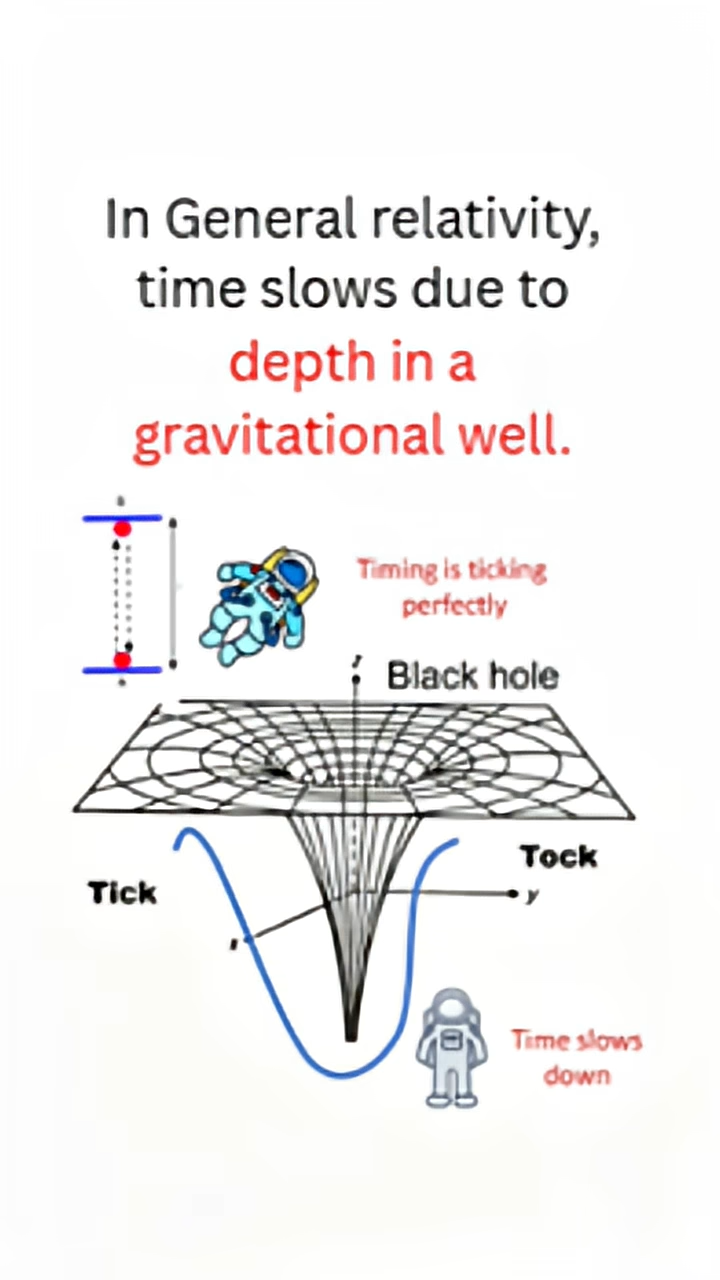 In General relativity,
time slows due to
depth in a
gravitational well.
Timing is ticking
perfectly
Black hole
Tock
Tick
y
Time slows
down